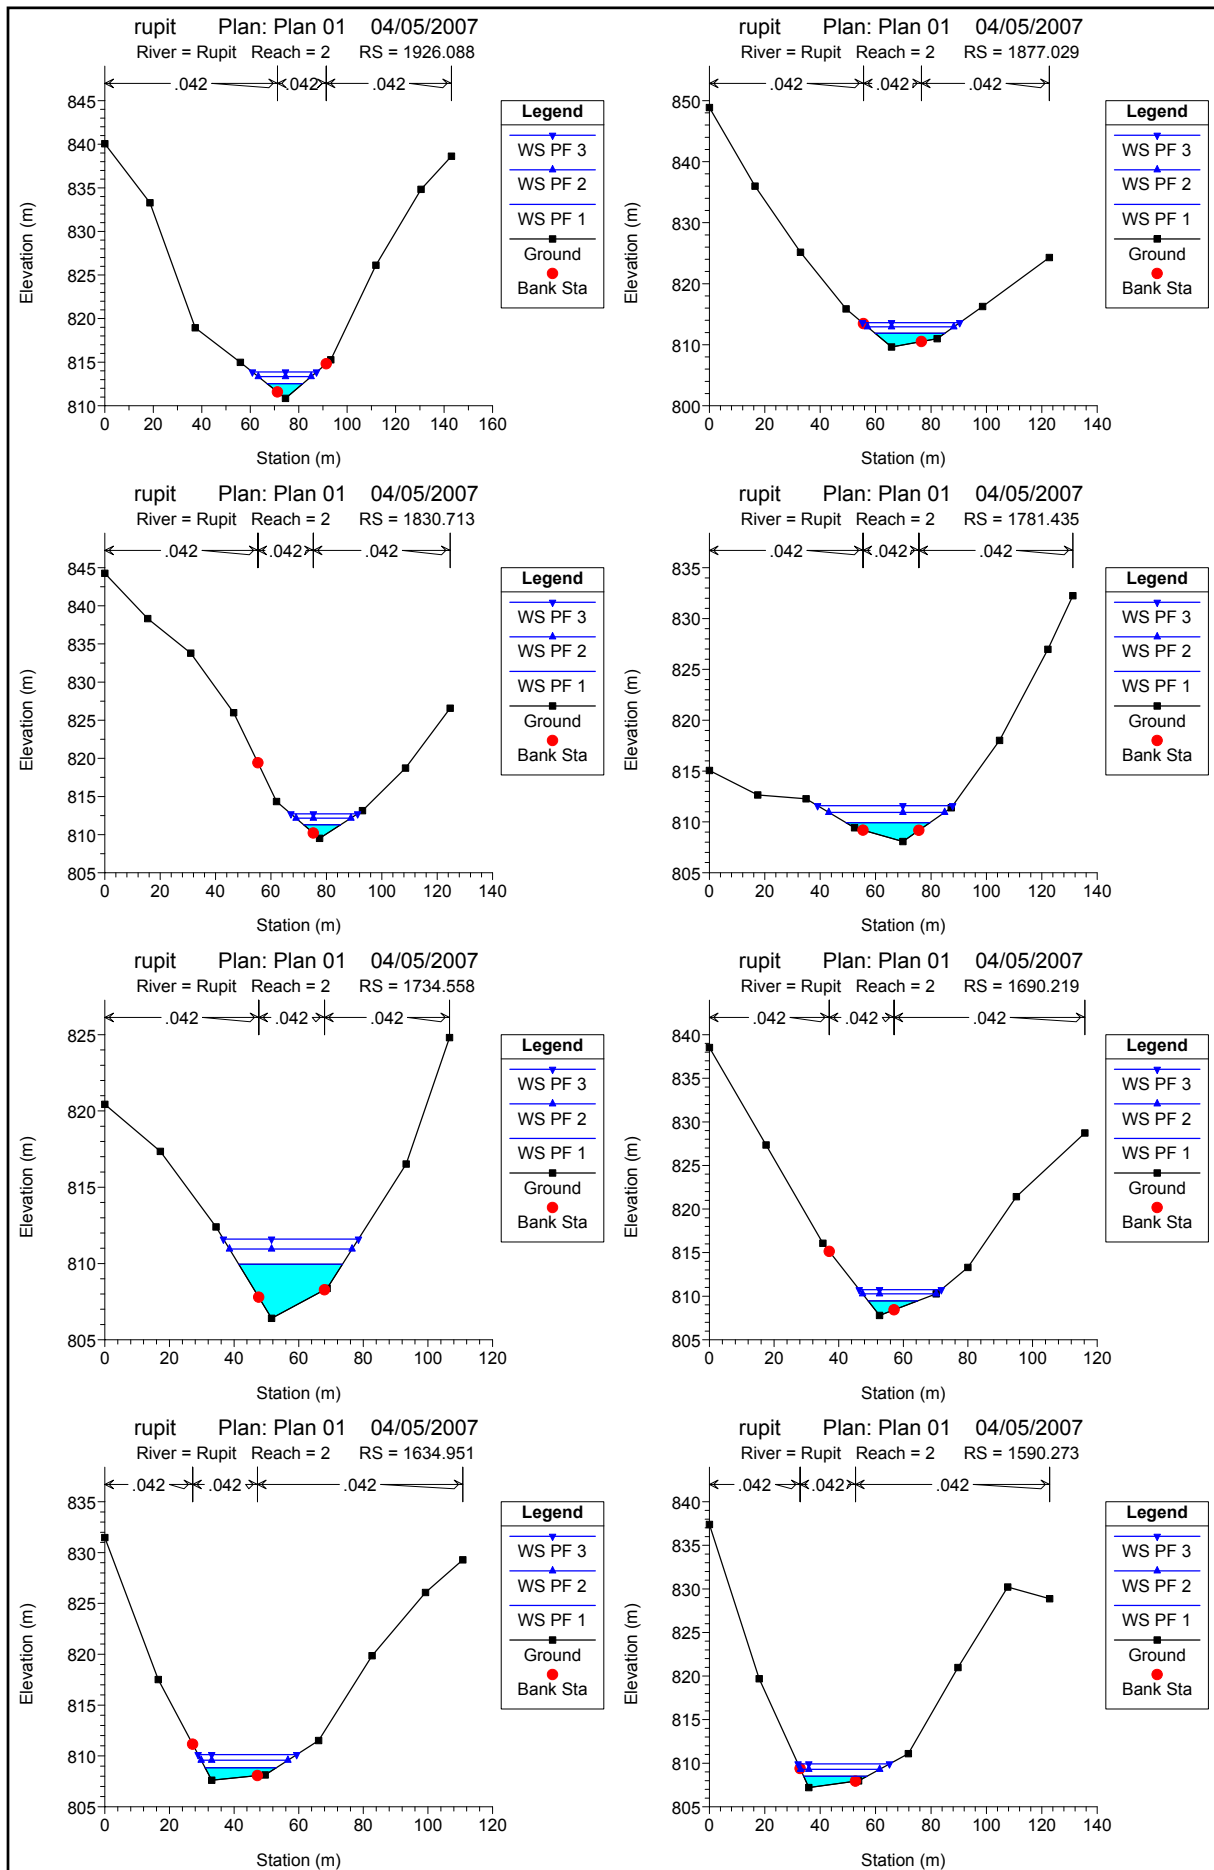 rupit Plan: Plan 01 04/05/2007
River = Rupit Reach = 2 RS = 1926.088
.042 .042 .042
Legend
WS PF 3
WS PF 2
WS PF 1
Ground
Bank Sta
845
840
835
830
825
820
815
810
Elevation (m)
0 20 40 60 80 100 120 140 160
Station (m)
rupit Plan: Plan 01 04/05/2007
River = Rupit Reach = 2 RS = 1877.029
.042 .042 .042
Legend
WS PF 3
WS PF 2
WS PF 1
Ground
Bank Sta
850
840
830
820
810
800
Elevation (m)
0 20 40 60 80 100 120 140
Station (m)
rupit Plan: Plan 01 04/05/2007
River = Rupit Reach = 2 RS = 1830.713
.042 .042 .042
Legend
WS PF 3
WS PF 2
WS PF 1
Ground
Bank Sta
845
840
835
830
825
820
815
810
805
Elevation (m)
0 20 40 60 80 100 120 140
Station (m)
rupit Plan: Plan 01 04/05/2007
River = Rupit Reach = 2 RS = 1781.435
.042 .042 .042
Legend
WS PF 3
WS PF 2
WS PF 1
Ground
Bank Sta
835
830
825
820
815
810
805
Elevation (m)
0 20 40 60 80 100 120 140
Station (m)
rupit Plan: Plan 01 04/05/2007
River = Rupit Reach = 2 RS = 1734.558
.042 .042 .042
Legend
WS PF 3
WS PF 2
WS PF 1
Ground
Bank Sta
825
820
815
810
805
Elevation (m)
0 20 40 60 80 100 120
Station (m)
rupit Plan: Plan 01 04/05/2007
River = Rupit Reach = 2 RS = 1690.219
.042 .042 .042
Legend
WS PF 3
WS PF 2
WS PF 1
Ground
Bank Sta
840
835
830
825
820
815
810
805
Elevation (m)
0 20 40 60 80 100 120
Station (m)
rupit Plan: Plan 01 04/05/2007
River = Rupit Reach = 2 RS = 1634.951
.042 .042 .042
Legend
WS PF 3
WS PF 2
WS PF 1
Ground
Bank Sta
835
830
825
820
815
810
805
Elevation (m)
0 20 40 60 80 100 120
Station (m)
rupit Plan: Plan 01 04/05/2007
River = Rupit Reach = 2 RS = 1590.273
.042 .042 .042
Legend
WS PF 3
WS PF 2
WS PF 1
Ground
Bank Sta
840
835
830
825
820
815
810
805
Elevation (m)
0 20 40 60 80 100 120 140
Station (m)